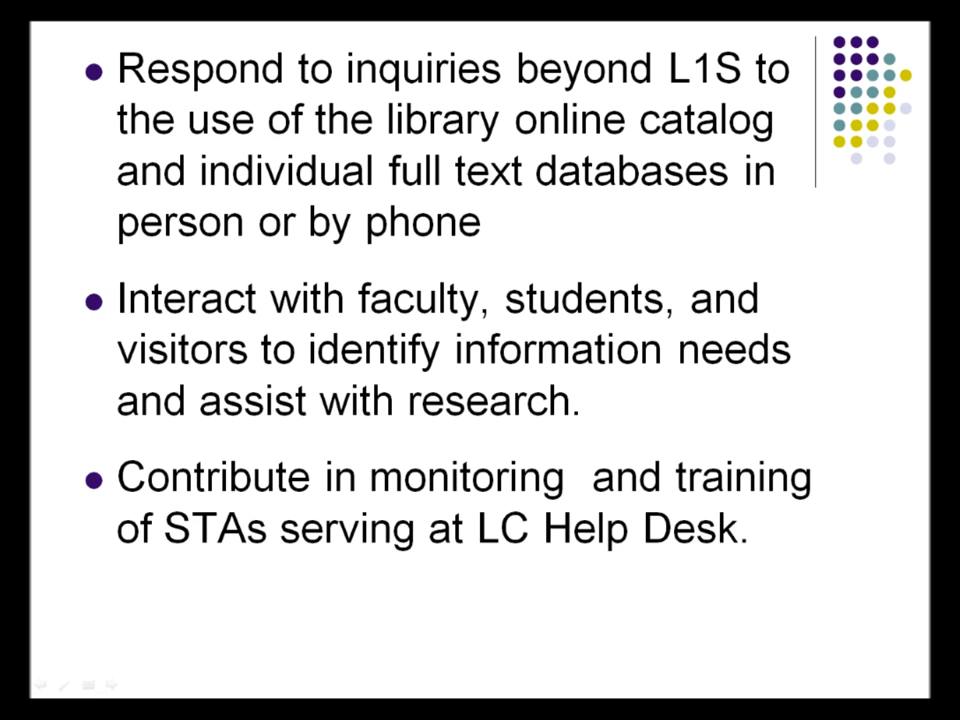 Respond to inquiries beyond L1S to
the use of the library online catalog
and individual full text databases in
person or by phone
Interact with faculty, students, and
visitors to identify information needs
and assist with research.
Contribute in monitoring  and training
of STAs serving at LC Help Desk.